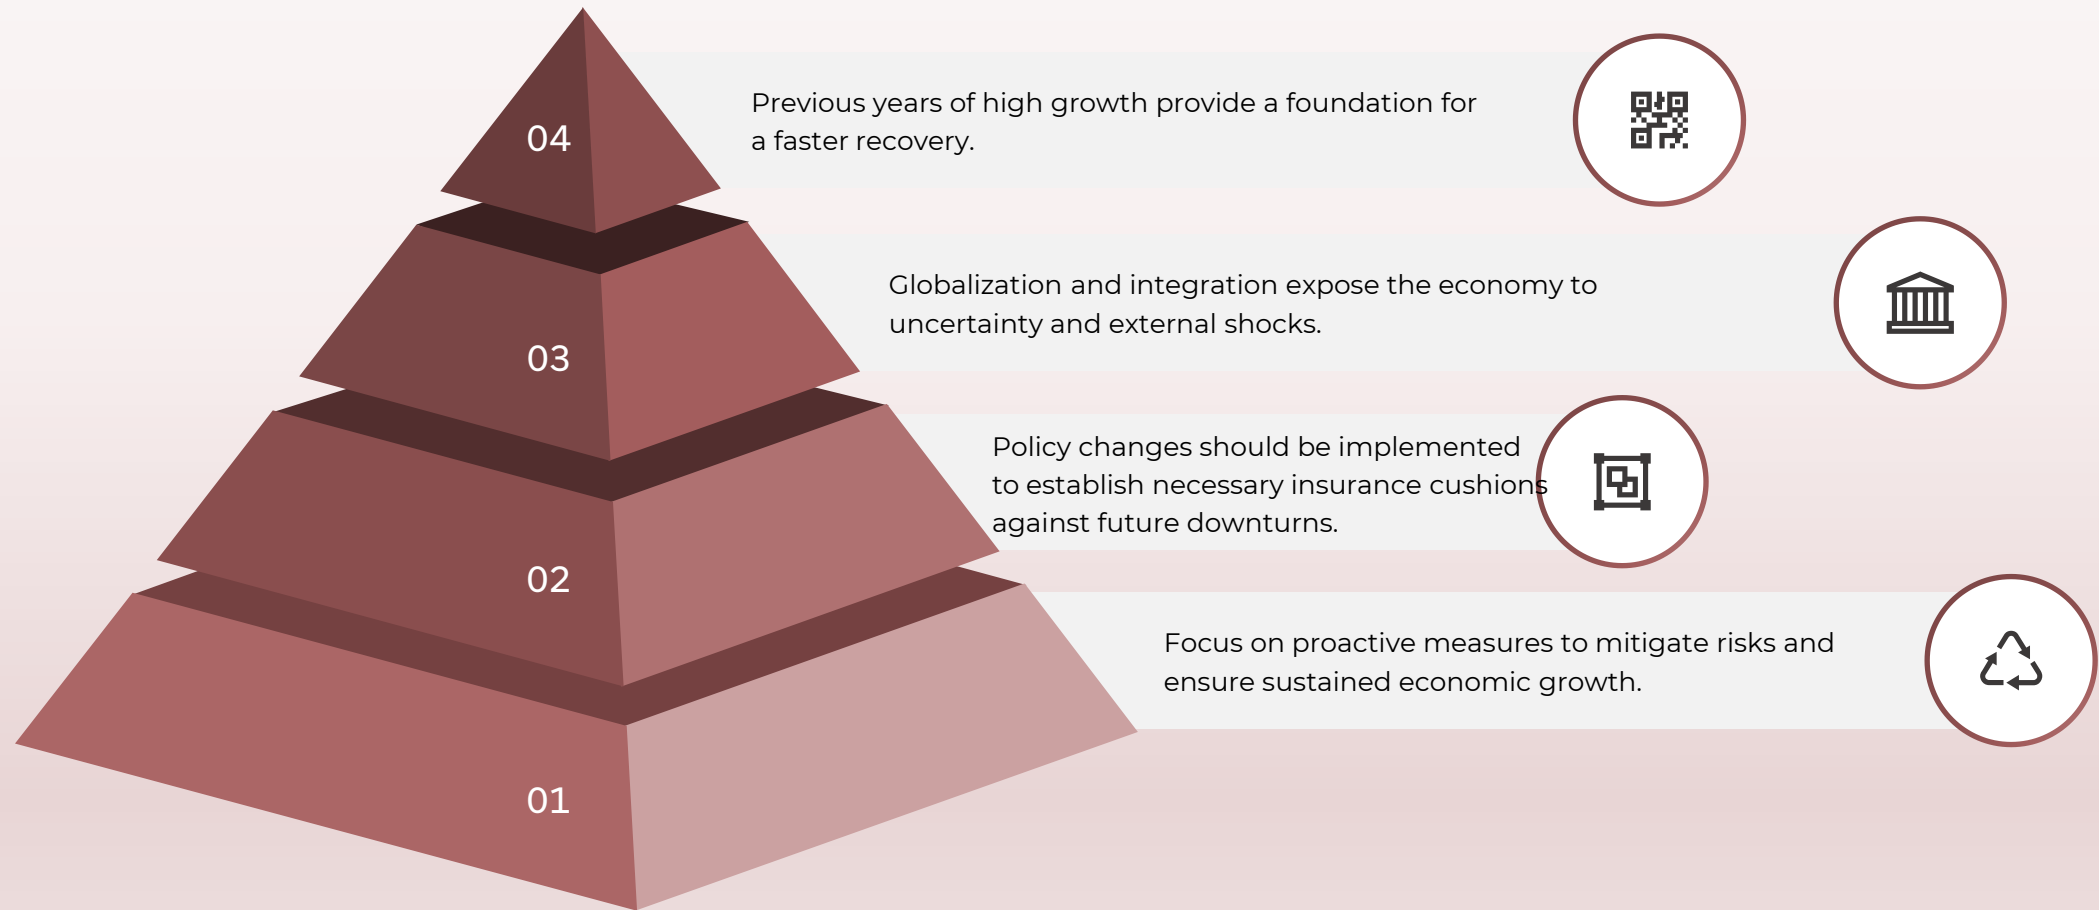 04
Previous years of high growth provide a foundation for
a faster recovery.
03
Globalization and integration expose the economy to
uncertainty and external shocks.
02
Policy changes should be implemented
to establish necessary insurance cushions
against future downturns.
01
Focus on proactive measures to mitigate risks and
ensure sustained economic growth.